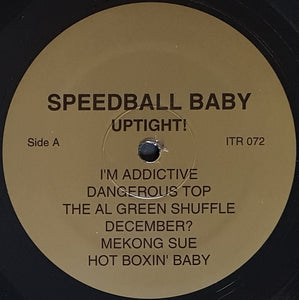 SPEEDBALL BABY
UPTIGHT!
Side A ITR 072
I'M ADDICTIVE
DANGEROUS TOP
THE AL GREEN SHUFFLE
DECEMBER?
MEKONG SUE
HOT BOXIN' BABY